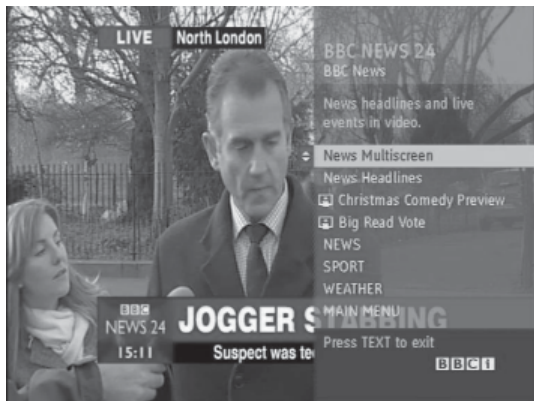 LIVE North London
BBC NEWS 24
BBC News
News headlines and live
events in video.
News Multiscreen
News Headlines
Christmas Comedy Preview
Big Read Vote
NEWS
SPORT
WEATHER
MAIN MENU
Press TEXT to exit
BBCi
BBC
NEWS 24
15:11
JOGGER STABBING
Suspect was